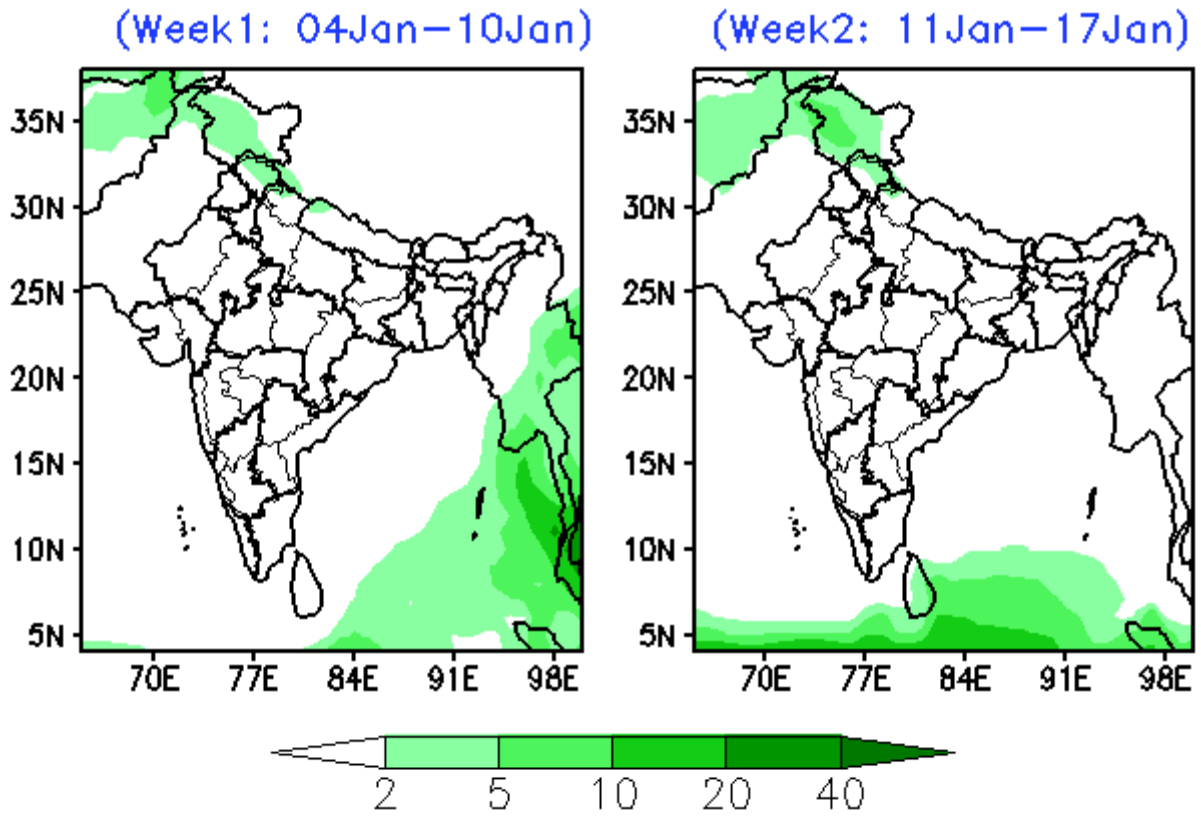 (Week1: 04Jan-10Jan) (Week2: 11Jan-17Jan)
35N 35N
30N 30N
25N 25N
20N 20N
15N 15N
10N 10N
5N 5N
70E 77E 84E 91E 98E 70E 77E 84E 91E 98E
2 5 10 20 40